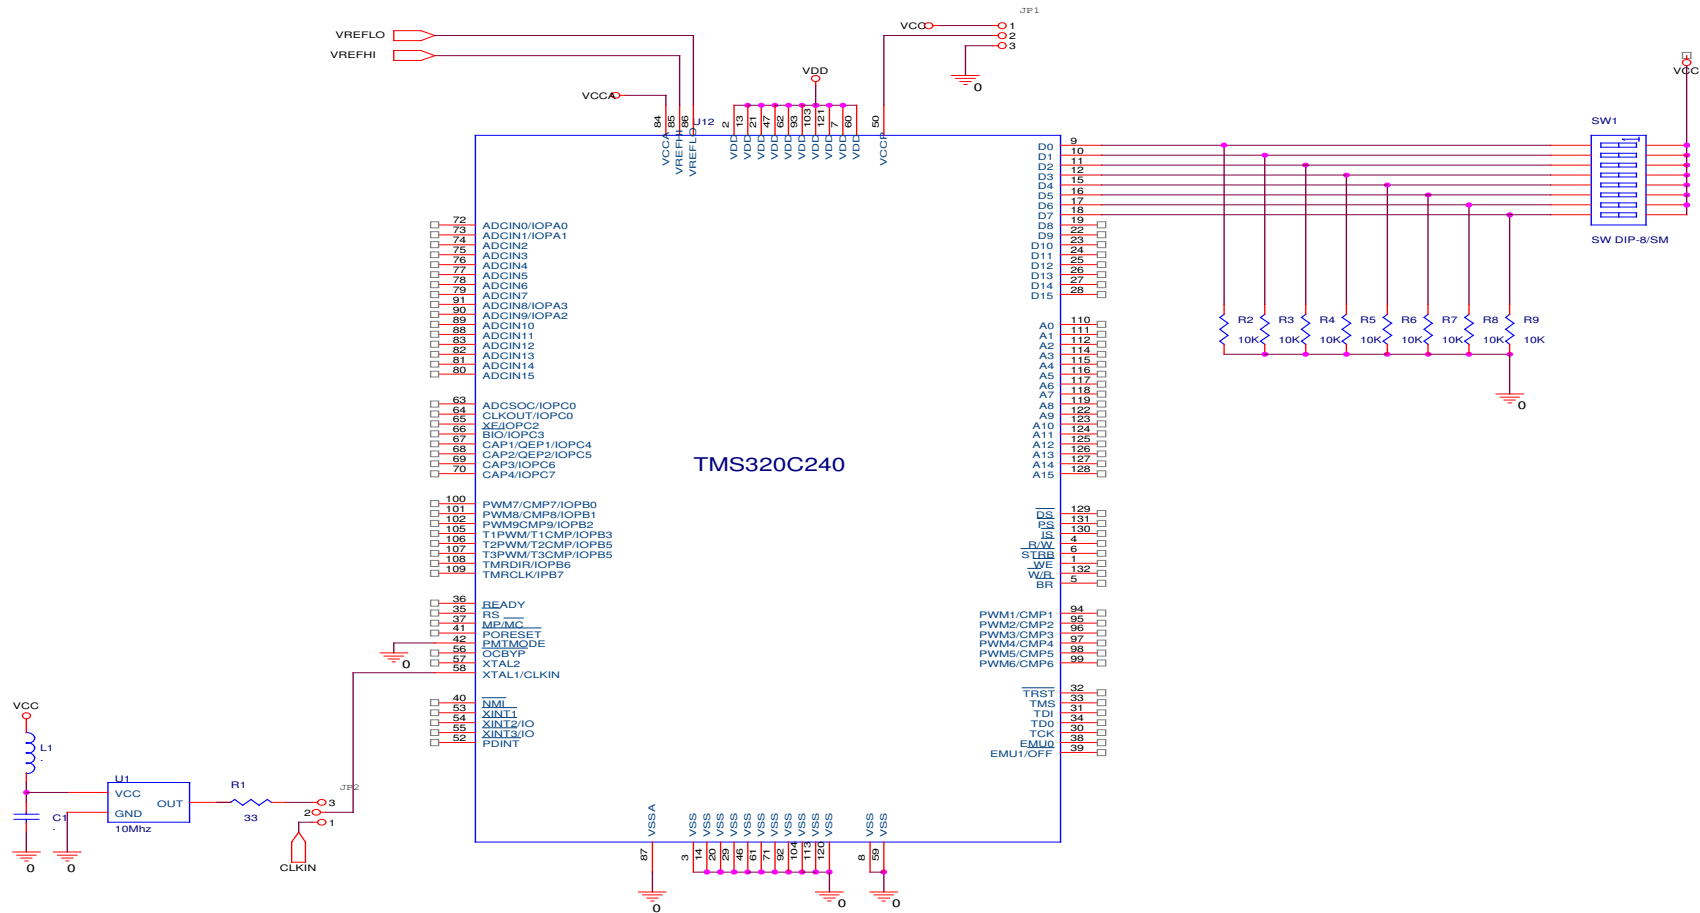 JP1
VCC
1
2
3
0
VREFLO
VREFHI
VCCA
VDD
VCC
84
85
86
U12
2
13
21
47
62
93
103
121
7
60
50
VCCA
VREFHI
VREFLO
VDD
VDD
VDD
VDD
VDD
VDD
VDD
VDD
VDD
VDD
VCCP
SW1
1
SW DIP-8/SM
D0 9
D1 10
D2 11
D3 12
D4 15
D5 16
D6 17
D7 18
D8 19
D9 22
D10 23
D11 24
D12 25
D13 26
D14 27
D15 28
72 ADCIN0/IOPA0
73 ADCIN1/IOPA1
74 ADCIN2
75 ADCIN3
76 ADCIN4
77 ADCIN5
78 ADCIN6
79 ADCIN7
91 ADCIN8/IOPA3
90 ADCIN9/IOPA2
89 ADCIN10
88 ADCIN11
83 ADCIN12
82 ADCIN13
81 ADCIN14
80 ADCIN15
A0 110
A1 111
A2 112
A3 114
A4 115
A5 116
A6 117
A7 118
A8 119
A9 122
A10 123
A11 124
A12 125
A13 126
A14 127
A15 128
R2 R3 R4 R5 R6 R7 R8 R9
10K 10K 10K 10K 10K 10K 10K 10K
0
63 ADCSOC/IOPC0
64 CLKOUT/IOPC0
65 XF/IOPC2
66 BIO/IOPC3
67 CAP1/QEP1/IOPC4
68 CAP2/QEP2/IOPC5
69 CAP3/IOPC6
70 CAP4/IOPC7
TMS320C240
100 PWM7/CMP7/IOPB0
101 PWM8/CMP8/IOPB1
102 PWM9CMP9/IOPB2
105 T1PWM/T1CMP/IOPB3
106 T2PWM/T2CMP/IOPB5
107 T3PWM/T3CMP/IOPB5
108 TMRDIR/IOPB6
109 TMRCLK/IPB7
DS 129
PS 131
IS 130
R/W 4
STRB 6
WE 1
W/R 132
BR 5
36 READY
35 RS
37 MP/MC
41 PORESET
42 PMTMODE
56 OCBYP
57 XTAL2
58 XTAL1/CLKIN
0
PWM1/CMP1 94
PWM2/CMP2 95
PWM3/CMP3 96
PWM4/CMP4 97
PWM5/CMP5 98
PWM6/CMP6 99
40 NMI
53 XINT1
54 XINT2/IO
55 XINT3/IO
52 PDINT
TRST 32
TMS 33
TDI 31
TD0 34
TCK 30
EMU0 38
EMU1/OFF 39
VCC
L1
.
C1
.
0
0
U1
VCC
GND
OUT
10Mhz
R1
33
JP2
3
2
1
CLKIN
VSSA
VSS
VSS
VSS
VSS
VSS
VSS
VSS
VSS
VSS
VSS
VSS
VSS
VSS
87
3
14
20
29
46
61
71
92
104
113
120
8
59
0
0
0